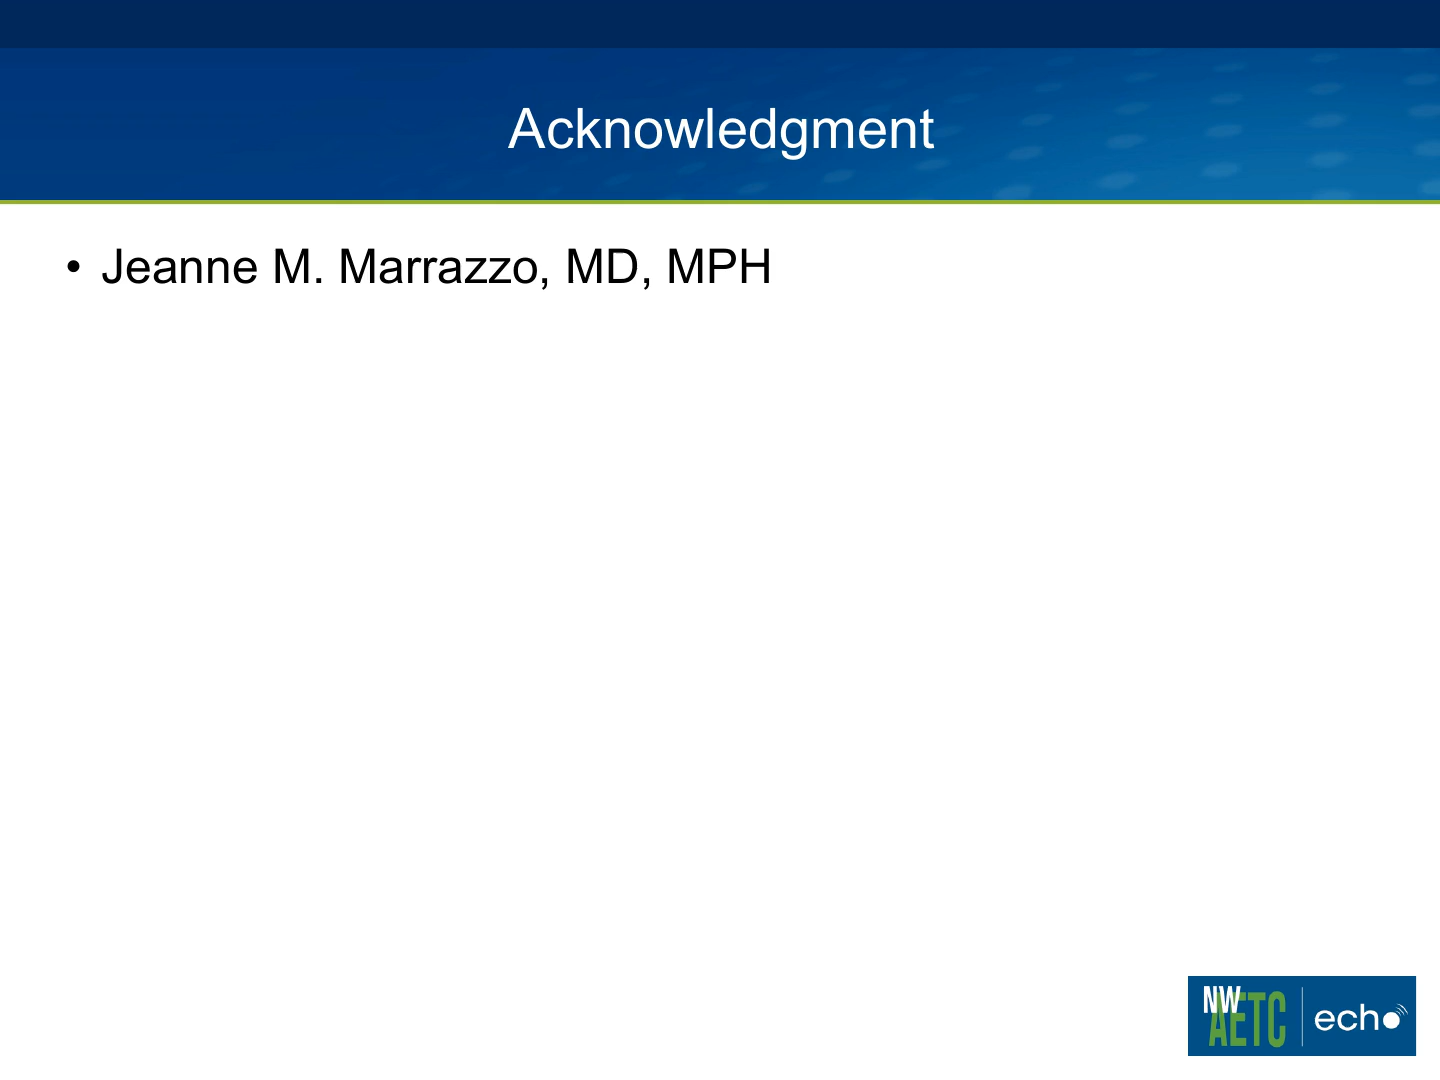 Acknowledgment
• Jeanne M. Marrazzo, MD, MPH
NW
AETC
echo